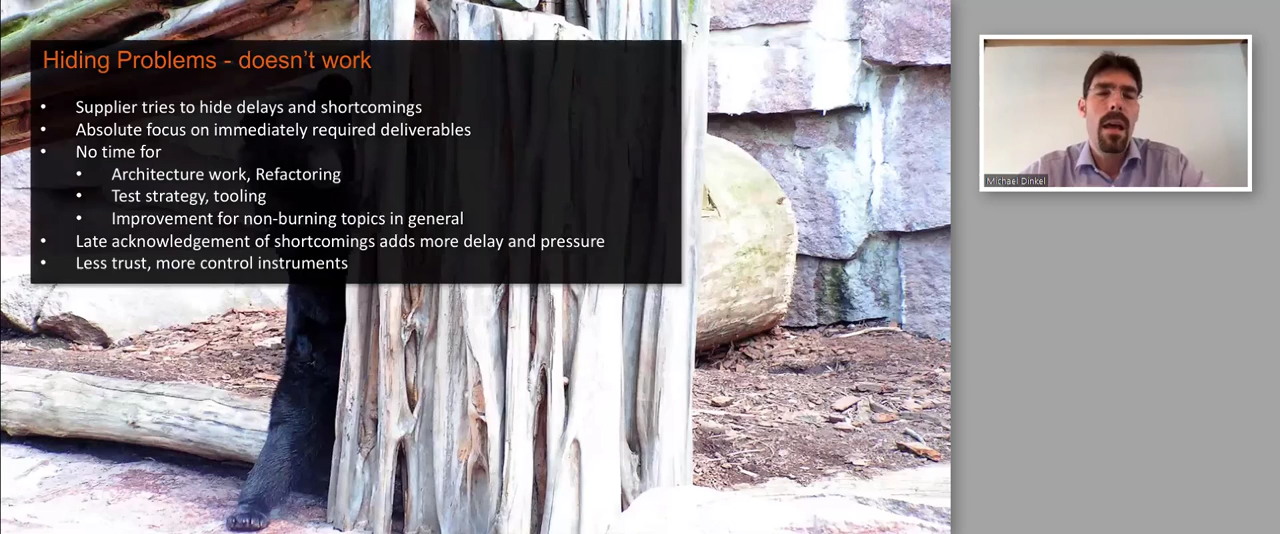 Hiding Problems - doesn't work
• Supplier tries to hide delays and shortcomings
• Absolute focus on immediately required deliverables
• No time for
• Architecture work, Refactoring
• Test strategy, tooling
• Improvement for non-burning topics in general
• Late acknowledgement of shortcomings adds more delay and pressure
• Less trust, more control instruments
Michael Dinkel